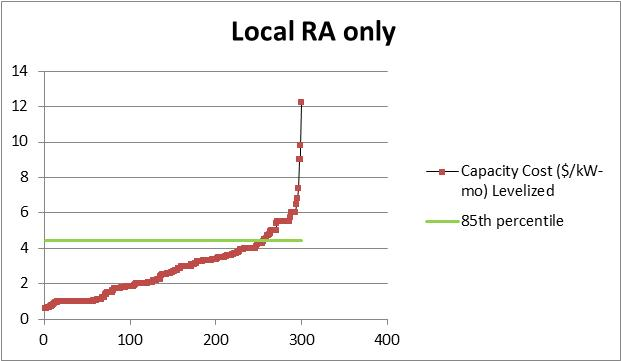 Local RA only
14
12
10
8
6
4
2
0
0 100 200 300 400
Capacity Cost ($/kW-
mo) Levelized
85th percentile